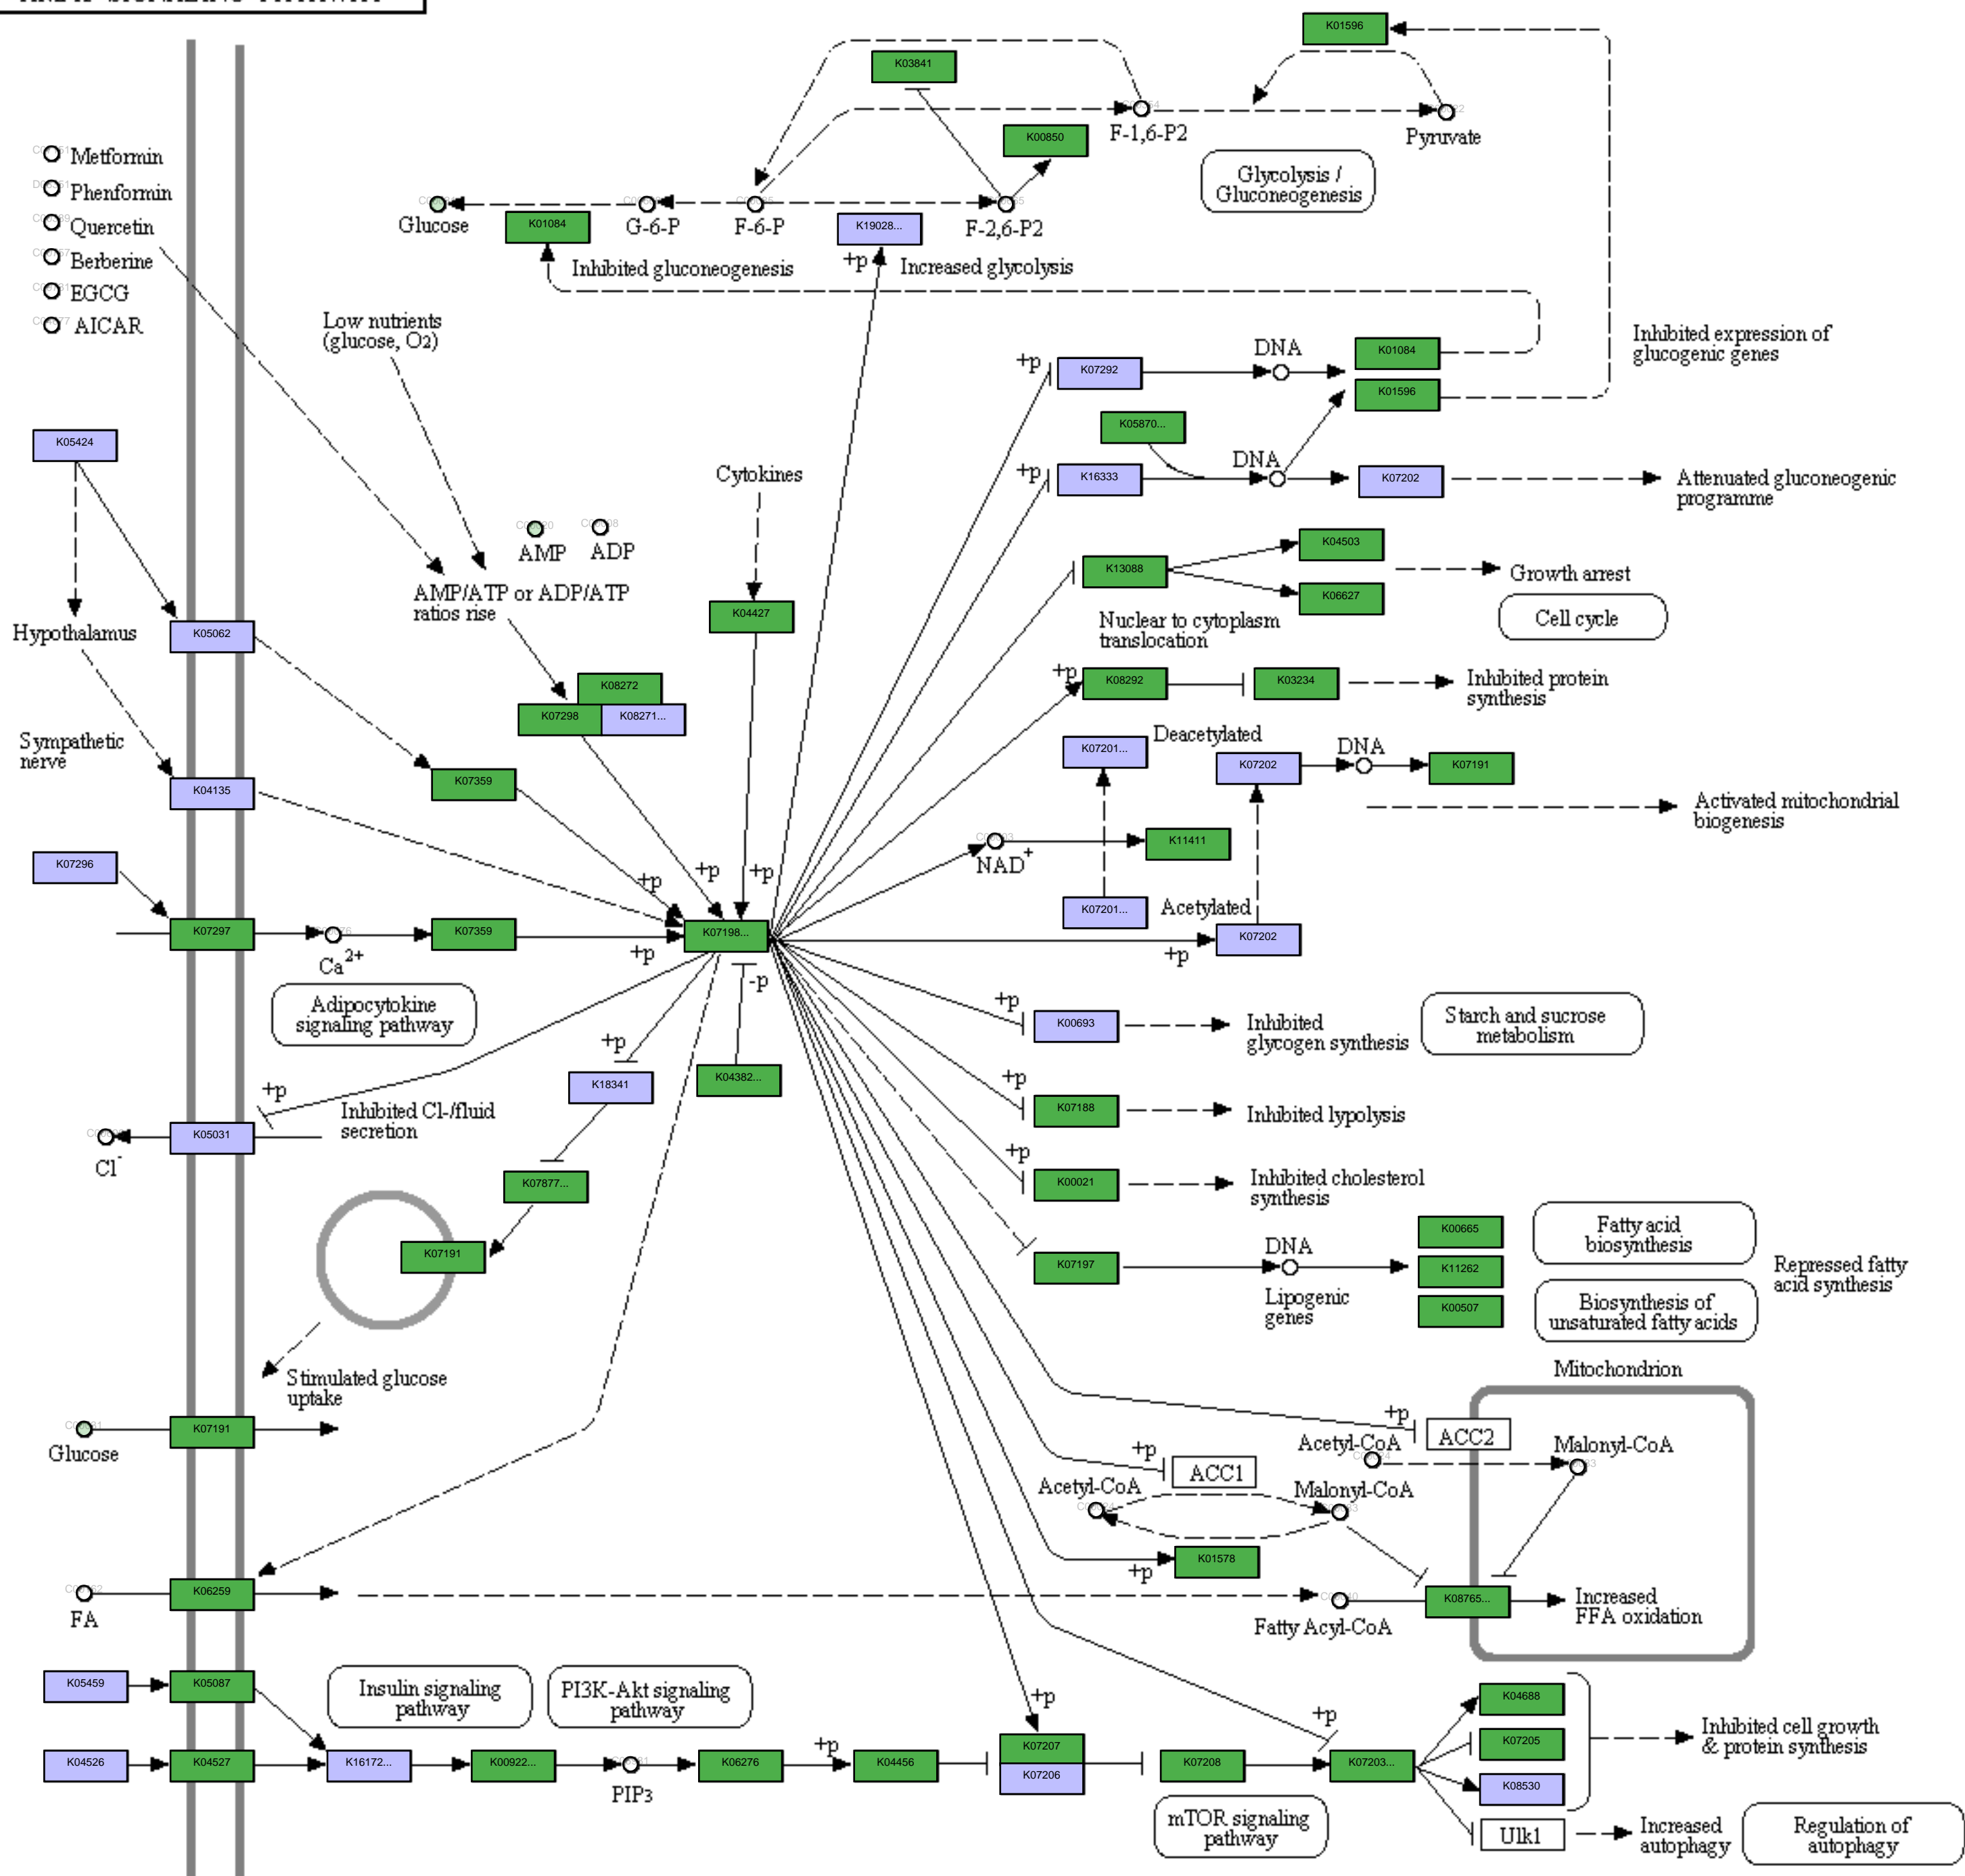 K01596
K03841
F-1,6-P2
Pyruvate
K00850
Glycolysis /
Gluconeogenesis
Metformin
Phenformin
Quercetin
Berberine
EGCG
AICAR
Glucose
K01084
G-6-P
F-6-P
K19028...
F-2,6-P2
Inhibited gluconeogenesis
+p
Increased glycolysis
Low nutrients
(glucose, O2)
Inhibited expression of
glucogenic genes
+p
K07292
DNA
K01084
K01596
K05870...
K05424
Cytokines
+p
K16333
DNA
K07202
Attenuated gluconeogenic
programme
AMP
ADP
AMP/ATP or ADP/ATP
ratios rise
K04427
K13088
K04503
K06627
Growth arrest
Cell cycle
Nuclear to cytoplasm
translocation
Hypothalamus
K05062
K08272
K07298
K08271...
+p
K08292
K03234
Inhibited protein
synthesis
Sympathetic
nerve
K04135
K07359
K07201...
Deacetylated
K07202
DNA
K07191
Activated mitochondrial
biogenesis
NAD+
K11411
K07296
+p
+p
+p
K07201...
Acetylated
K07202
+p
K07297
Ca2+
K07359
+p
K07198...
-p
Adipocytokine
signaling pathway
+p
K00693
Inhibited
glycogen synthesis
Starch and sucrose
metabolism
+p
K18341
K04382...
+p
K07188
Inhibited lypolysis
+p
Inhibited Cl-/fluid
secretion
K05031
Cl-
+p
K00021
Inhibited cholesterol
synthesis
K07877...
K07191
K07197
DNA
Lipogenic
genes
K00665
K11262
K00507
Fatty acid
biosynthesis
Biosynthesis of
unsaturated fatty acids
Repressed fatty
acid synthesis
Stimulated glucose
uptake
K07191
Glucose
Mitochondrion
+p
ACC2
Acetyl-CoA
Malonyl-CoA
+p
ACC1
Acetyl-CoA
Malonyl-CoA
K01578
+p
K06259
FA
Fatty Acyl-CoA
K08765...
Increased
FFA oxidation
K05459
K05087
Insulin signaling
pathway
PI3K-Akt signaling
pathway
+p
+p
K04526
K04527
K16172...
K00922...
PIP3
K06276
+p
K04456
K07207
K07206
K07208
K07203...
mTOR signaling
pathway
K04688
K07205
K08530
Ulk1
Inhibited cell growth
& protein synthesis
Increased
autophagy
Regulation of
autophagy